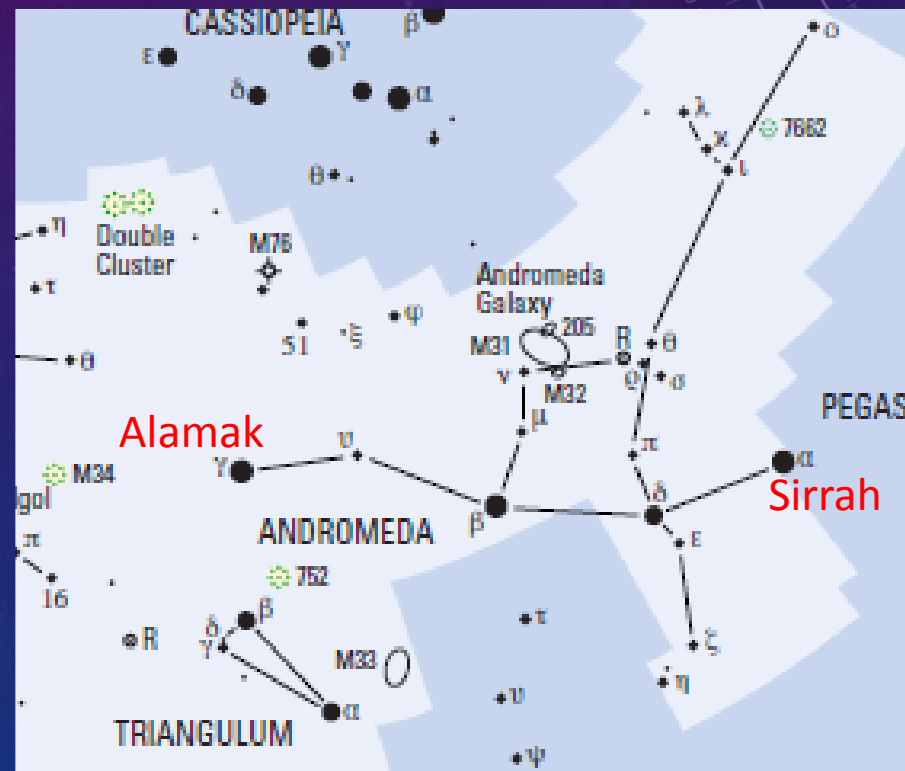 CASSIOPEIA
β
ο
ε
γ
δ
α
λ
7662
χ
ι
θ
η
Double
Cluster
M76
τ
Andromeda
Galaxy
φ
ξ
51
205
M31
R
θ
θ
ν
M32
ρ
σ
PEGAS
μ
Alamak
υ
π
γ
α
M34
Sirrah
gol
δ
β
ANDROMEDA
ε
π
752
16
β
τ
δ
R
γ
M33
ζ
η
υ
α
TRIANGULUM
ψ